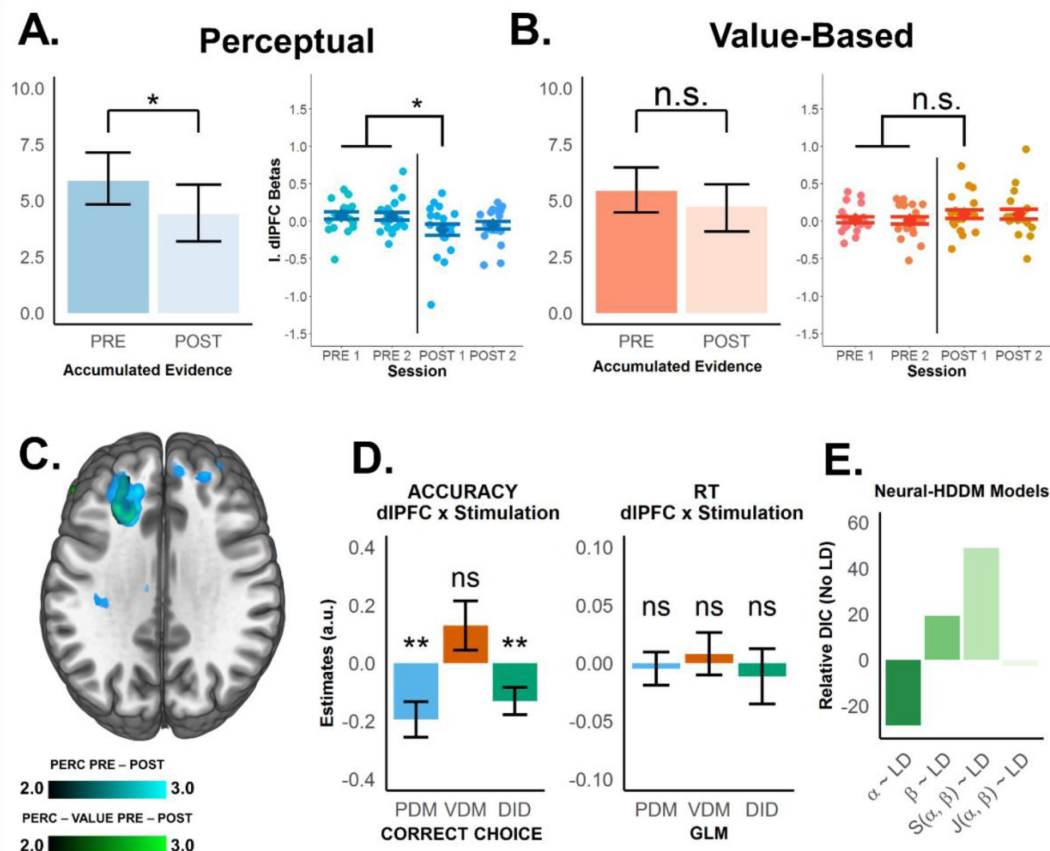 A.
Perceptual
B.
Value-Based
10.0
7.5
5.0
2.5
0.0
*
PRE
POST
Accumulated Evidence
l. dlPFC Betas
1.5
1.0
0.5
0.0
-0.5
-1.0
-1.5
*
PRE 1
PRE 2
POST 1
POST 2
Session
10.0
7.5
5.0
2.5
0.0
n.s.
PRE
POST
Accumulated Evidence
1.5
1.0
0.5
0.0
-0.5
-1.0
-1.5
n.s.
PRE 1
PRE 2
POST 1
POST 2
Session
C.
PERC PRE – POST
2.0
3.0
PERC – VALUE PRE – POST
2.0
3.0
D.
ACCURACY
dlPFC x Stimulation
Estimates (a.u.)
0.4
0.2
0.0
-0.2
-0.4
**
ns
**
PDM
VDM
DID
CORRECT CHOICE
RT
dlPFC x Stimulation
0.10
0.05
0.00
-0.05
-0.10
ns
ns
ns
PDM
VDM
DID
GLM
E.
Neural-HDDM Models
Relative DIC (No LD)
60
40
20
0
-20
α ~ LD
β ~ LD
S(α, β) ~ LD
J(α, β) ~ LD